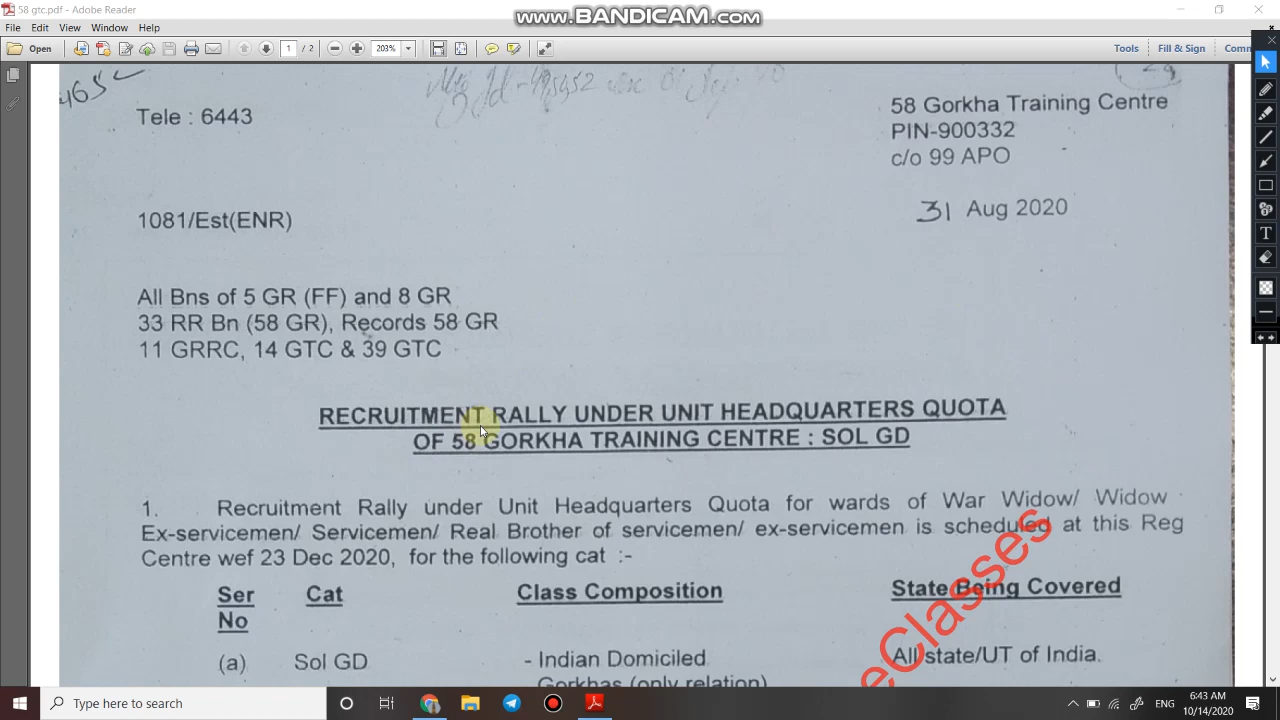 58 gtc.pdf - Adobe Reader
www.BANDICAM.com
File Edit View Window Help
Open 1 / 2 203% Tools Fill & Sign Comm
465
Tele : 6443
58 Gorkha Training Centre
PIN-900332
c/o 99 APO
1081/Est(ENR)
31 Aug 2020
All Bns of 5 GR (FF) and 8 GR
33 RR Bn (58 GR), Records 58 GR
11 GRRC, 14 GTC & 39 GTC
RECRUITMENT RALLY UNDER UNIT HEADQUARTERS QUOTA
OF 58 GORKHA TRAINING CENTRE : SOL GD
1. Recruitment Rally under Unit Headquarters Quota for wards of War Widow/ Widow
Ex-servicemen/ Servicemen/ Real Brother of servicemen/ ex-servicemen is scheduled at this Reg
Centre wef 23 Dec 2020, for the following cat :-
Ser No Cat Class Composition State Being Covered
(a) Sol GD - Indian Domiciled All state/UT of India.
Gorkhas (only relation)
eClasses
Type here to search
ENG
6:43 AM
10/14/2020